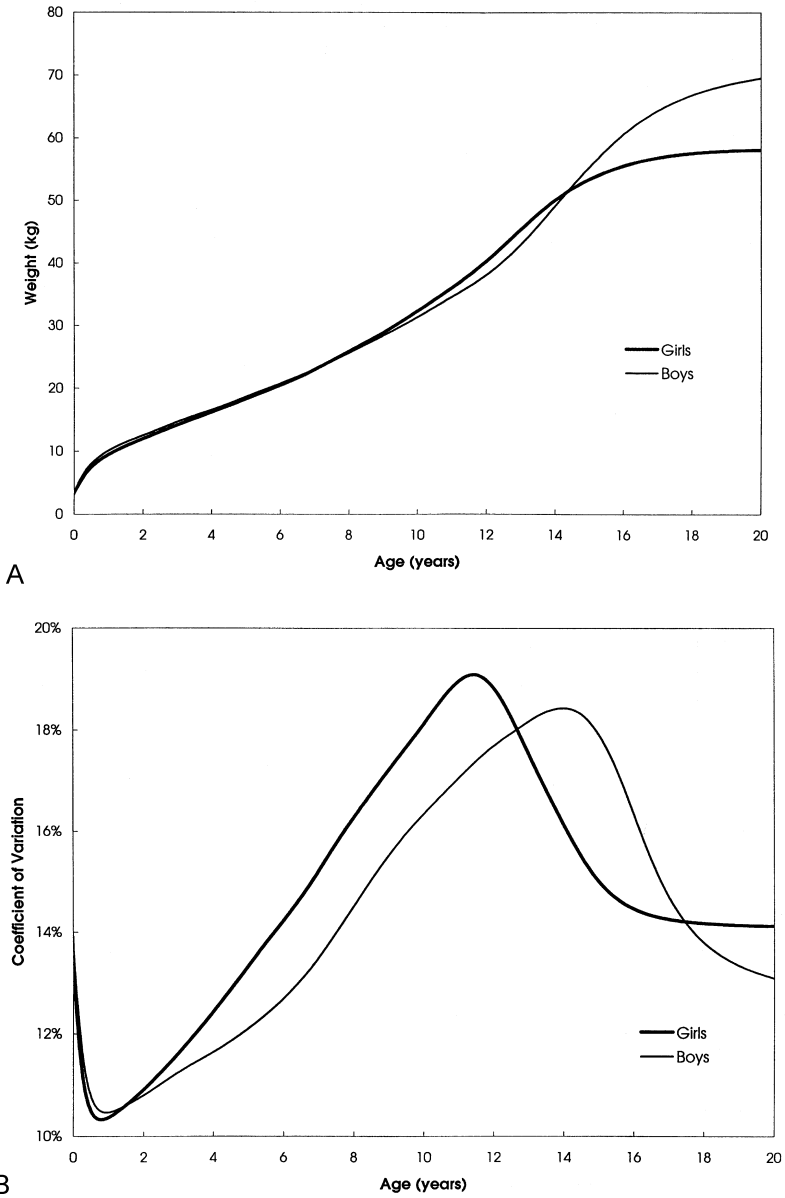 80
70
60
50
40
30
20
10
0
Weight (kg)
Girls
Boys
0 2 4 6 8 10 12 14 16 18 20
Age (years)
A
20%
18%
16%
14%
12%
10%
Coefficient of Variation
Girls
Boys
0 2 4 6 8 10 12 14 16 18 20
Age (years)
B